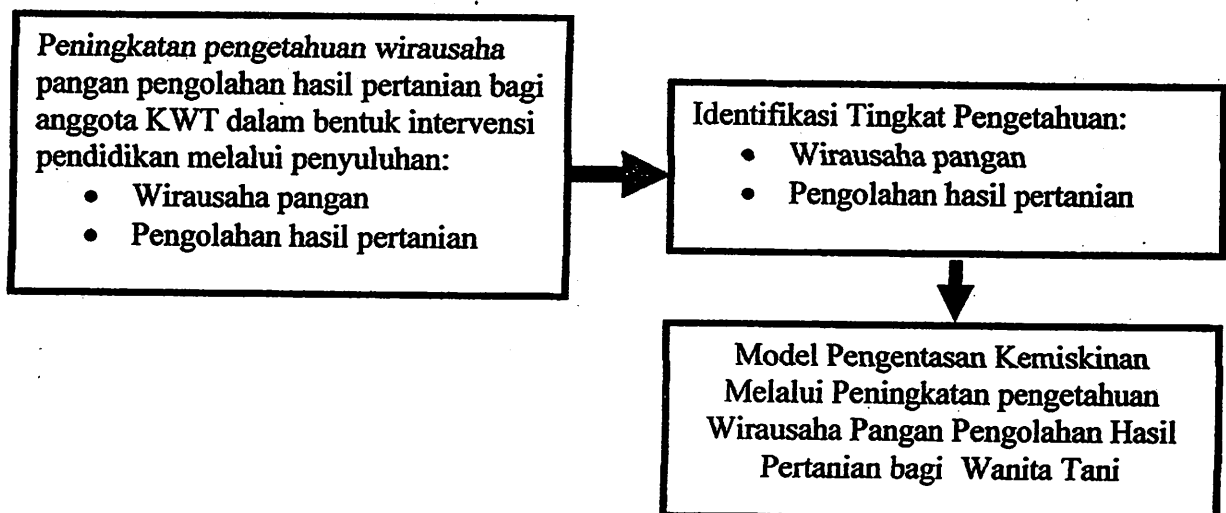 Peningkatan pengetahuan wirausaha
pangan pengolahan hasil pertanian bagi
anggota KWT dalam bentuk intervensi
pendidikan melalui penyuluhan:
• Wirausaha pangan
• Pengolahan hasil pertanian
Identifikasi Tingkat Pengetahuan:
• Wirausaha pangan
• Pengolahan hasil pertanian
Model Pengentasan Kemiskinan
Melalui Peningkatan pengetahuan
Wirausaha Pangan Pengolahan Hasil
Pertanian bagi Wanita Tani